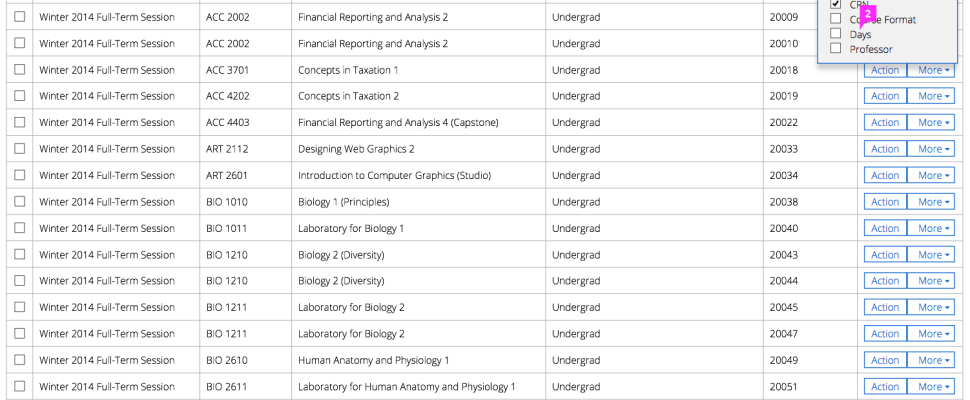 CRN
Winter 2014 Full-Term Session ACC 2002 Financial Reporting and Analysis 2 Undergrad 20009
2
Course Format
Days
Winter 2014 Full-Term Session ACC 2002 Financial Reporting and Analysis 2 Undergrad 20010
Professor
Winter 2014 Full-Term Session ACC 3701 Concepts in Taxation 1 Undergrad 20018 Action More
Winter 2014 Full-Term Session ACC 4202 Concepts in Taxation 2 Undergrad 20019 Action More
Winter 2014 Full-Term Session ACC 4403 Financial Reporting and Analysis 4 (Capstone) Undergrad 20022 Action More
Winter 2014 Full-Term Session ART 2112 Designing Web Graphics 2 Undergrad 20033 Action More
Winter 2014 Full-Term Session ART 2601 Introduction to Computer Graphics (Studio) Undergrad 20034 Action More
Winter 2014 Full-Term Session BIO 1010 Biology 1 (Principles) Undergrad 20038 Action More
Winter 2014 Full-Term Session BIO 1011 Laboratory for Biology 1 Undergrad 20040 Action More
Winter 2014 Full-Term Session BIO 1210 Biology 2 (Diversity) Undergrad 20043 Action More
Winter 2014 Full-Term Session BIO 1210 Biology 2 (Diversity) Undergrad 20044 Action More
Winter 2014 Full-Term Session BIO 1211 Laboratory for Biology 2 Undergrad 20045 Action More
Winter 2014 Full-Term Session BIO 1211 Laboratory for Biology 2 Undergrad 20047 Action More
Winter 2014 Full-Term Session BIO 2610 Human Anatomy and Physiology 1 Undergrad 20049 Action More
Winter 2014 Full-Term Session BIO 2611 Laboratory for Human Anatomy and Physiology 1 Undergrad 20051 Action More